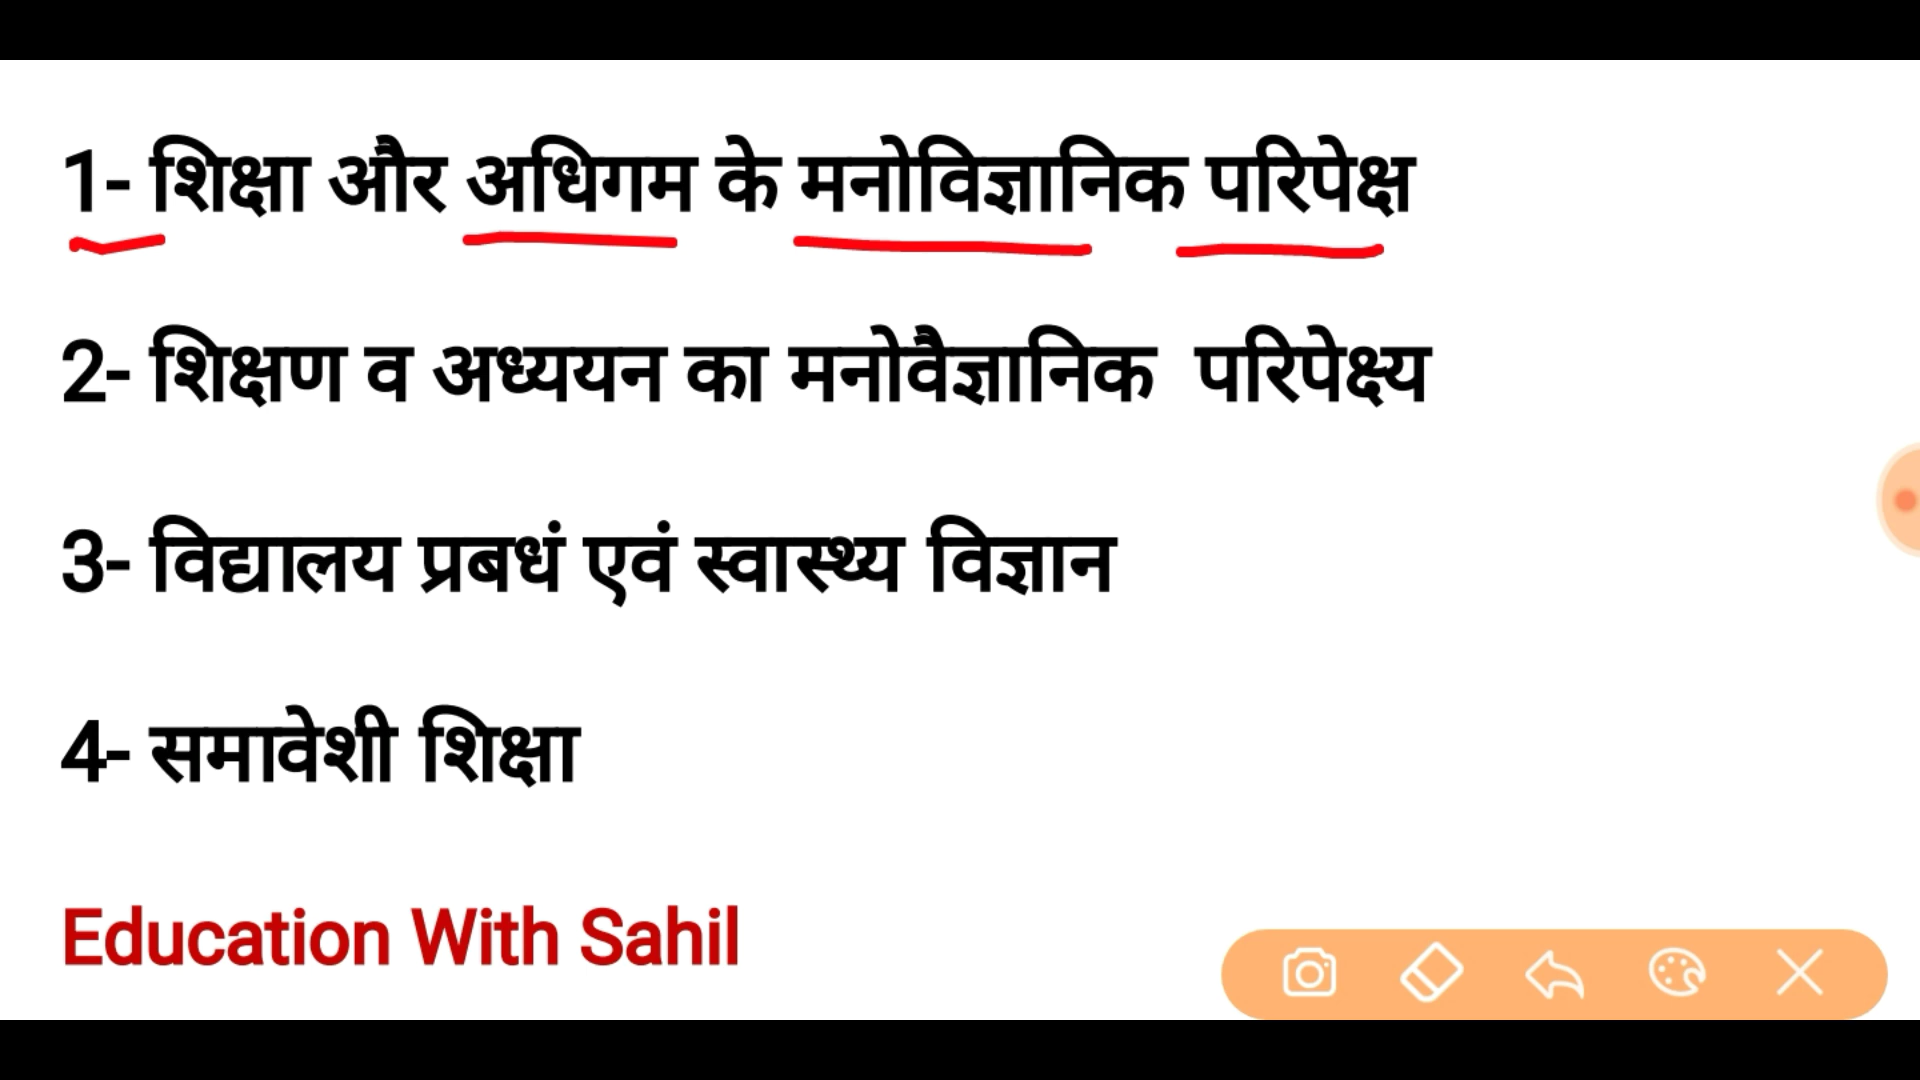 1- शिक्षा और अधिगम के मनोविज्ञानिक परिपेक्ष
2- शिक्षण व अध्ययन का मनोवैज्ञानिक परिपेक्ष्य
3- विद्यालय प्रबधं एवं स्वास्थ्य विज्ञान
4- समावेशी शिक्षा
Education With Sahil